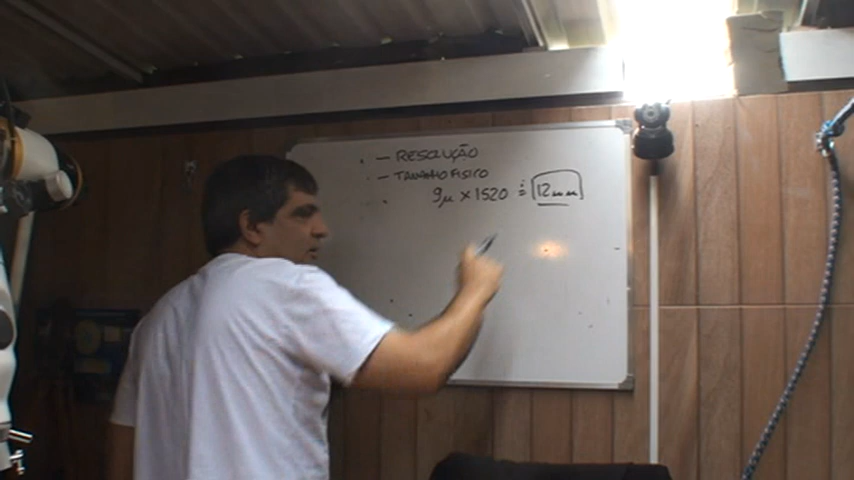 - RESOLUÇÃO
- TAMANHO FISICO
9µ × 1520 ≅ 12mm